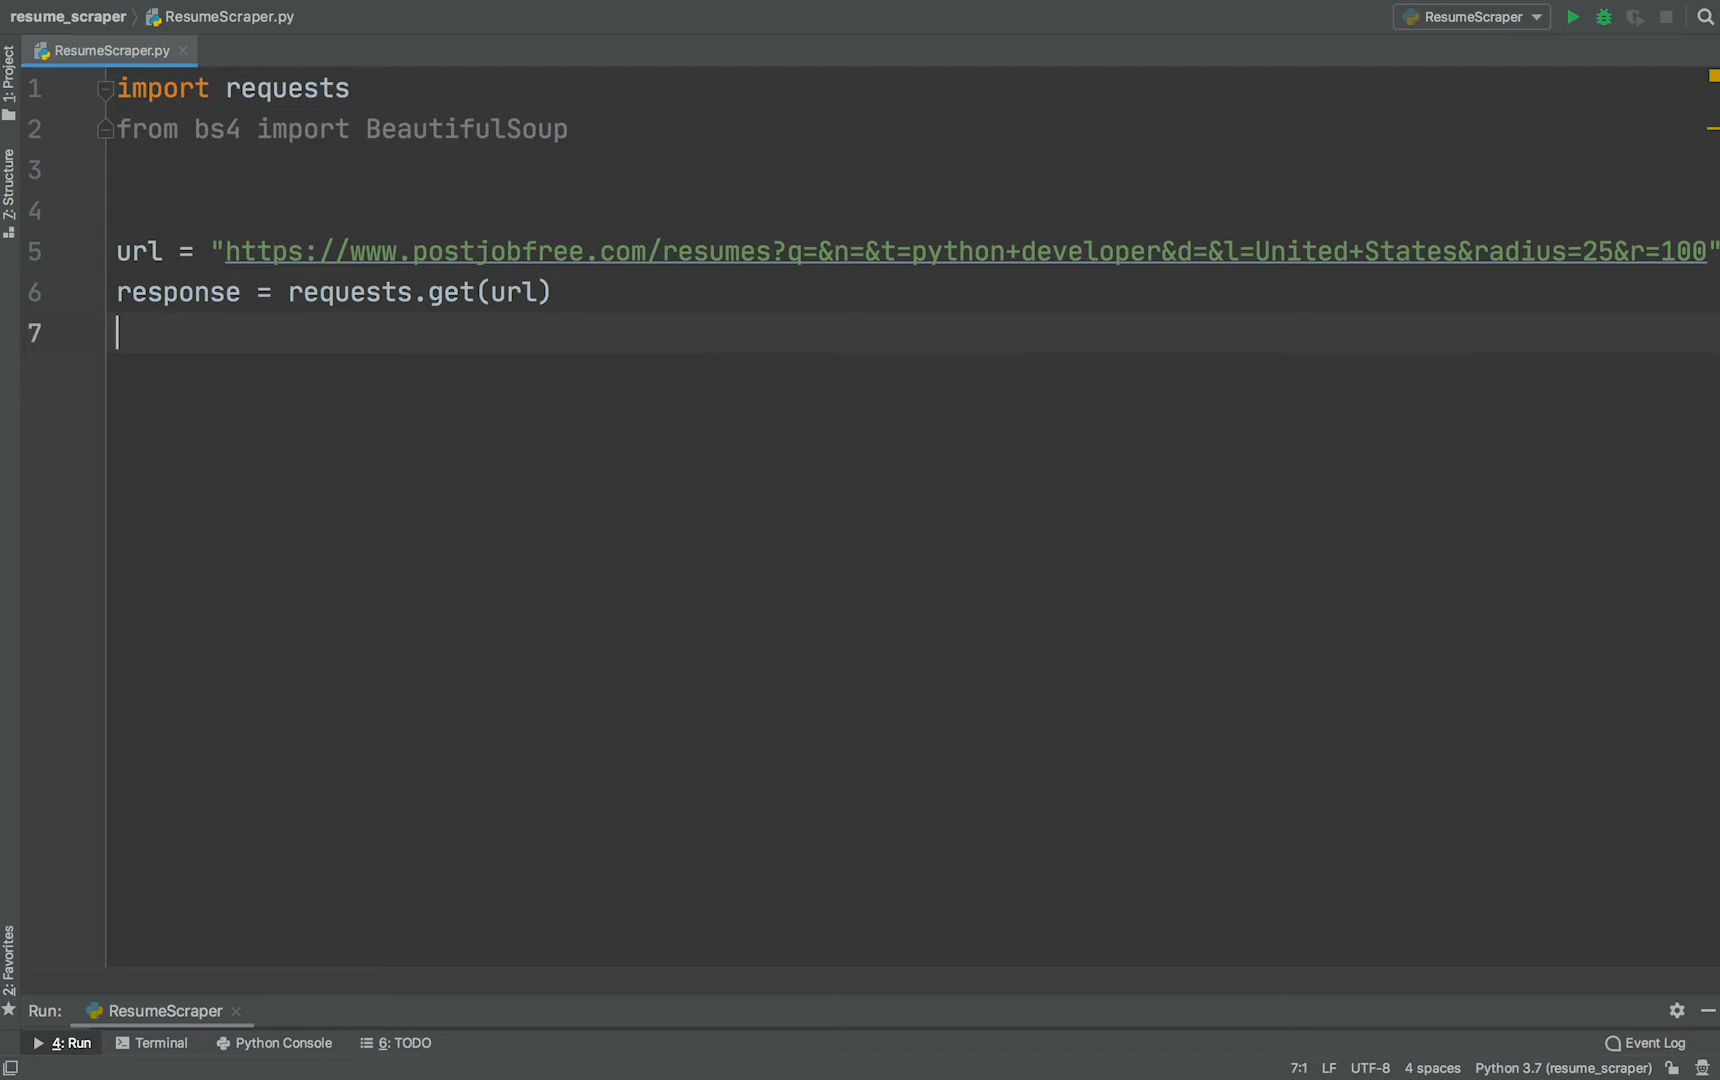 resume_scraper ResumeScraper.py ResumeScraper
ResumeScraper.py
1: Project
Z: Structure
2: Favorites
1 import requests
2 from bs4 import BeautifulSoup
3
4
5 url = "https://www.postjobfree.com/resumes?q=&n=&t=python+developer&d=&l=United+States&radius=25&r=100"
6 response = requests.get(url)
7
Run: ResumeScraper
4: Run Terminal Python Console 6: TODO Event Log
7:1 LF UTF-8 4 spaces Python 3.7 (resume_scraper)